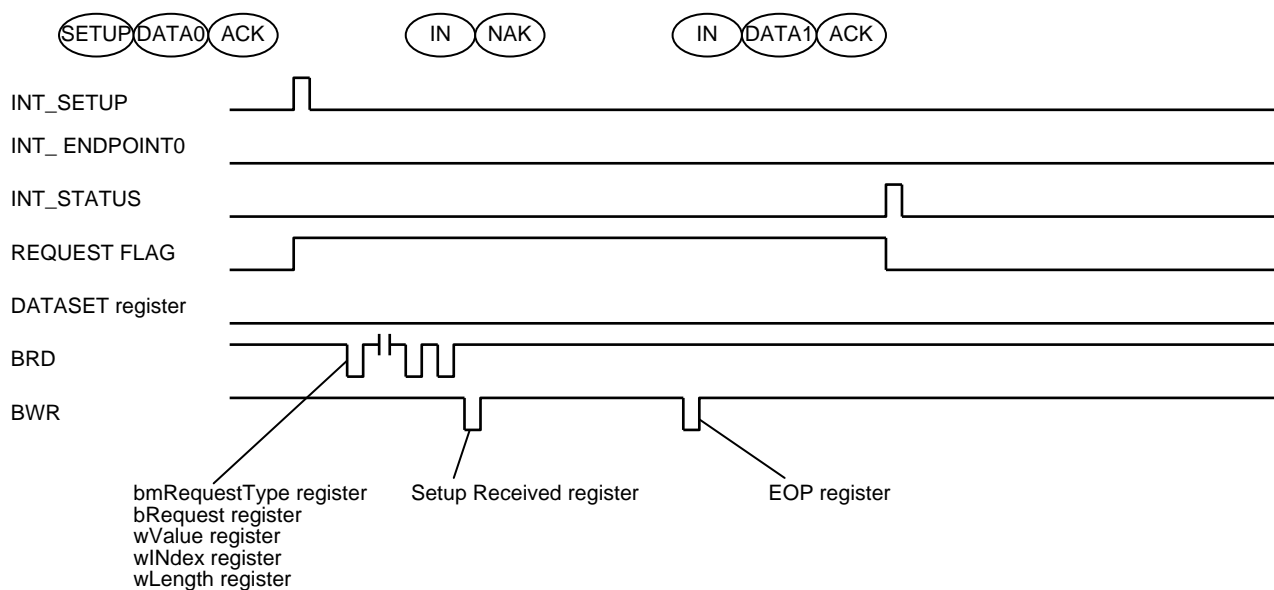 SETUP DATA0 ACK IN NAK IN DATA1 ACK
INT_SETUP
INT_ ENDPOINT0
INT_STATUS
REQUEST FLAG
DATASET register
BRD
BWR
bmRequestType register Setup Received register EOP register
bRequest register
wValue register
wINdex register
wLength register